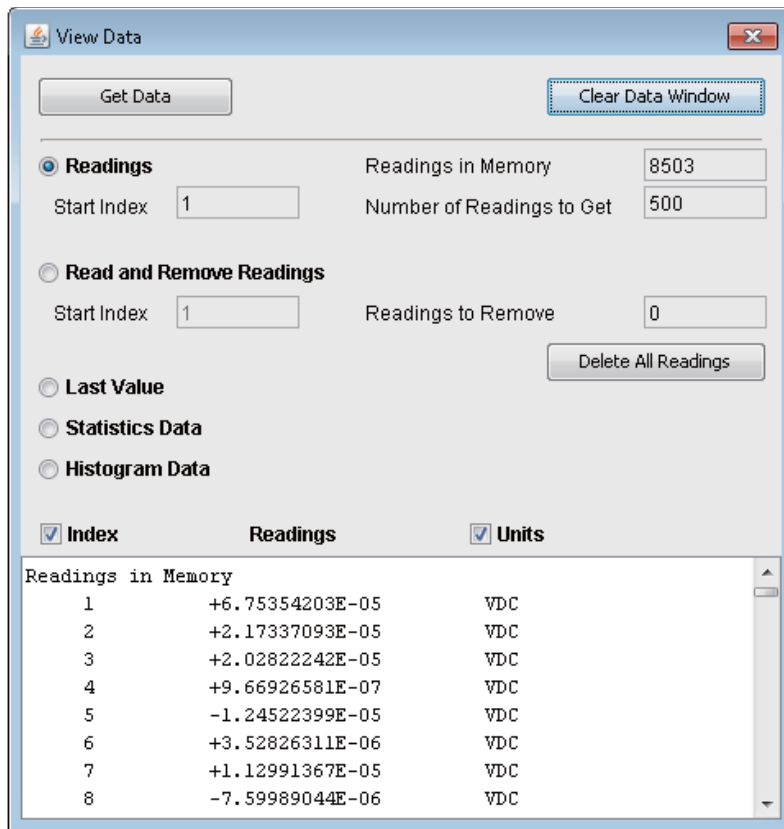 View Data
Get Data Clear Data Window
Readings Readings in Memory 8503
Start Index 1 Number of Readings to Get 500
Read and Remove Readings
Start Index 1 Readings to Remove 0
Delete All Readings
Last Value
Statistics Data
Histogram Data
Index Readings Units
Readings in Memory
1 +6.75354203E-05 VDC
2 +2.17337093E-05 VDC
3 +2.02822242E-05 VDC
4 +9.66926581E-07 VDC
5 -1.24522399E-05 VDC
6 +3.52826311E-06 VDC
7 +1.12991367E-05 VDC
8 -7.59989044E-06 VDC